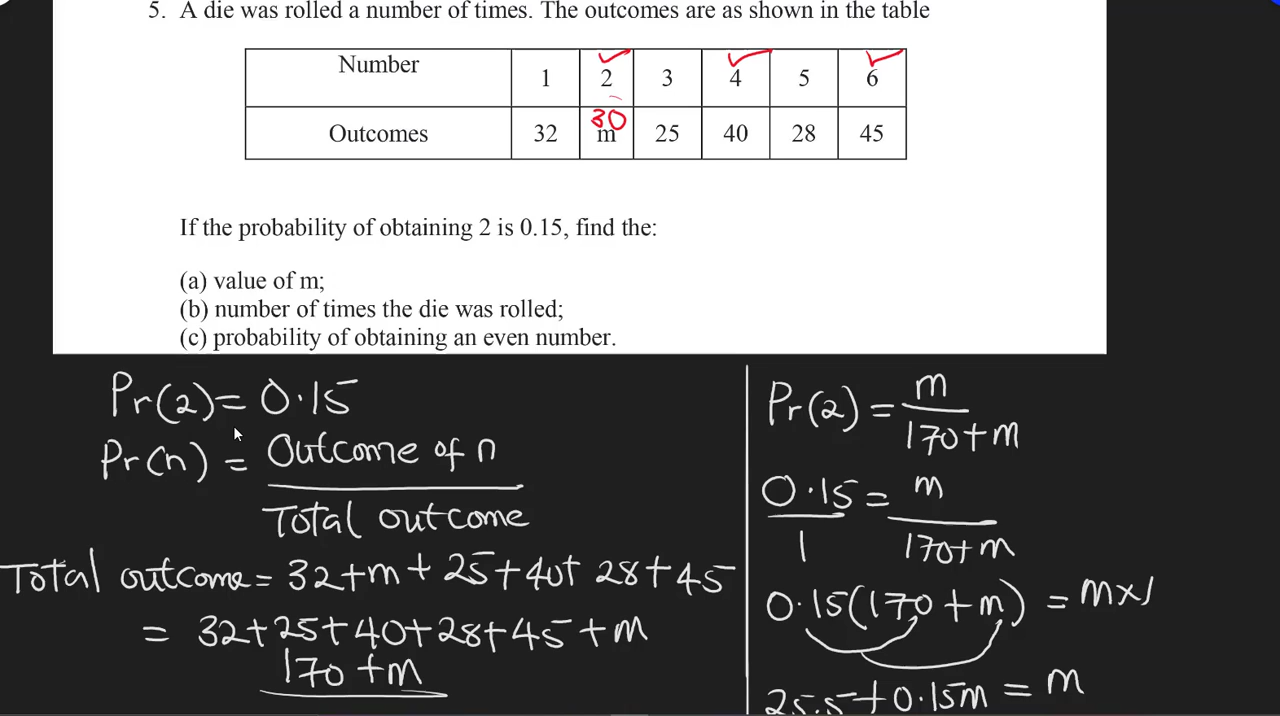 5. A die was rolled a number of times. The outcomes are as shown in the table
Number 1 2 3 4 5 6
30
Outcomes 32 m 25 40 28 45
If the probability of obtaining 2 is 0.15, find the:
(a) value of m;
(b) number of times the die was rolled;
(c) probability of obtaining an even number.
Pr(2) = 0.15
Pr(n) = Outcome of n
Total outcome
Total outcome = 32+m+25+40+28+45
= 32+25+40+28+45+m
170+m
Pr(2) = m
170+m
0.15 = m
1 170+m
0.15(170+m) = m×1
25.5+0.15m = m